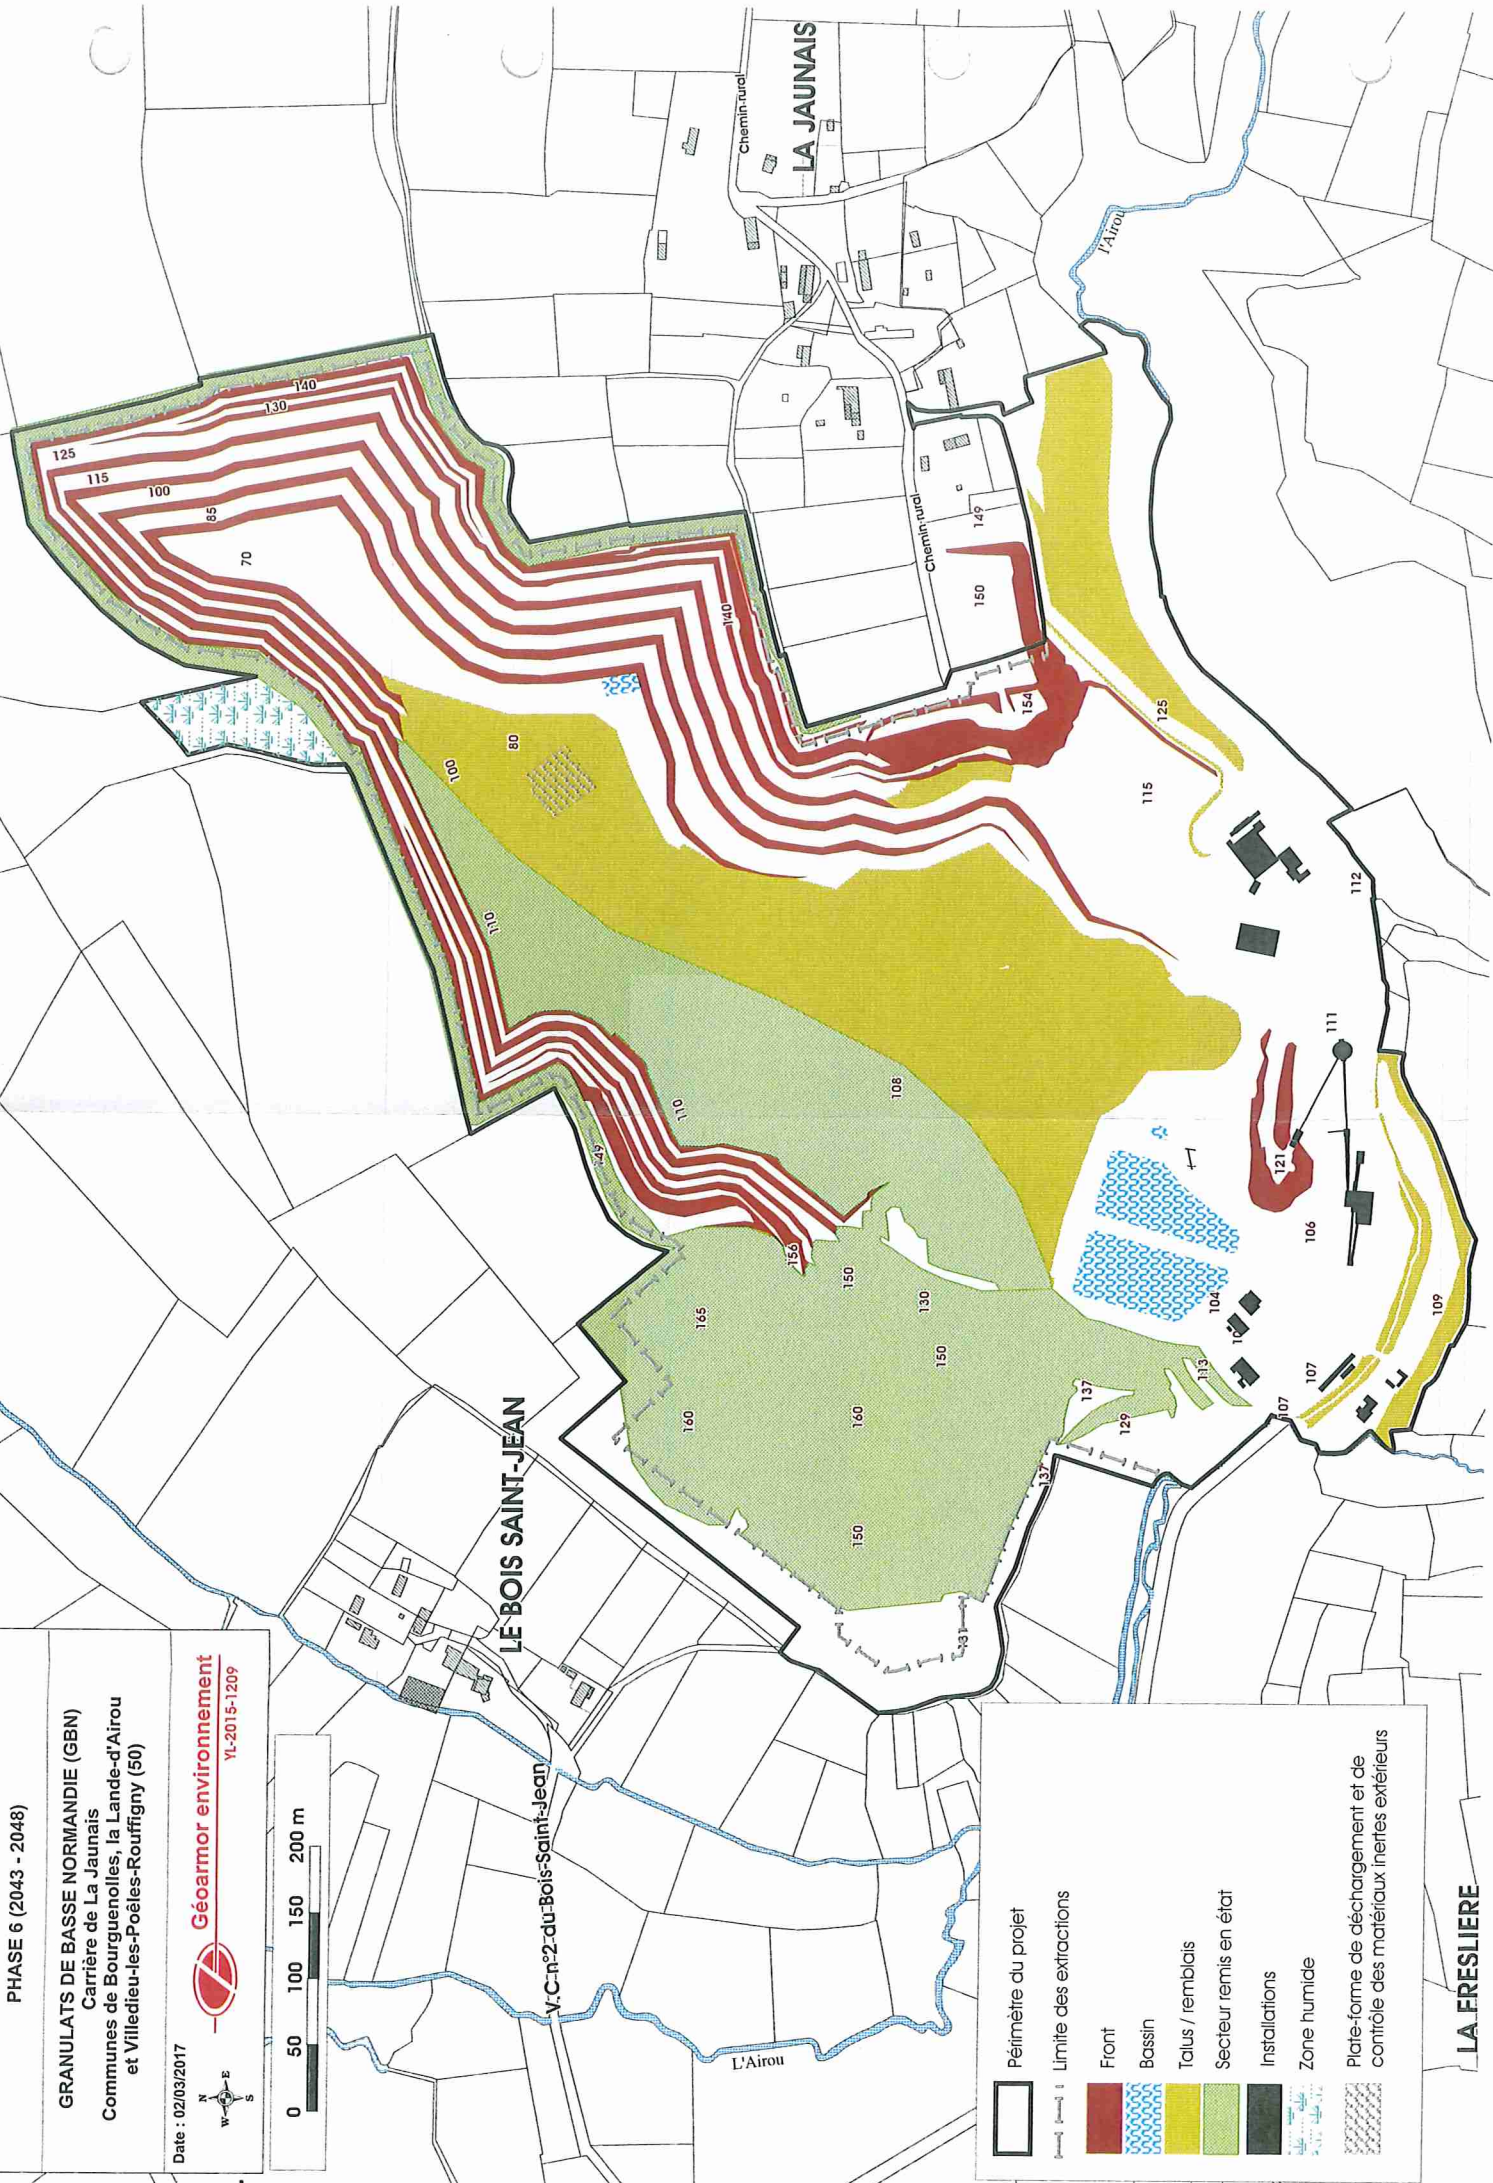 PHASE 6 (2043 - 2048)
GRANULATS DE BASSE NORMANDIE (GBN)
Carrière de La Jaunais
Communes de Bourguenolles, la Lande-d'Airou
et Villedieu-les-Poêles-Rouffigny (50)
Date : 02/03/2017
Géoarmor environnement
YL-2015-1209
N
W
E
S
0
50
100
150
200 m
Périmètre du projet
Limite des extractions
Front
Bassin
Talus / remblais
Secteur remis en état
Installations
Zone humide
Plate-forme de déchargement et de
contrôle des matériaux inertes extérieurs
LA FRESLIERE
LE BOIS SAINT-JEAN
V.C.n°2-du-Bois-Saint-Jean
L'Airou
LA JAUNAIS
Chemin-rural
Chemin-rural
l'Airou
125
115
100
85
70
130
140
140
80
100
110
110
108
149
156
150
130
165
160
160
150
150
131
137
137
129
113
104
106
107
107
109
121
111
112
115
125
154
150
149